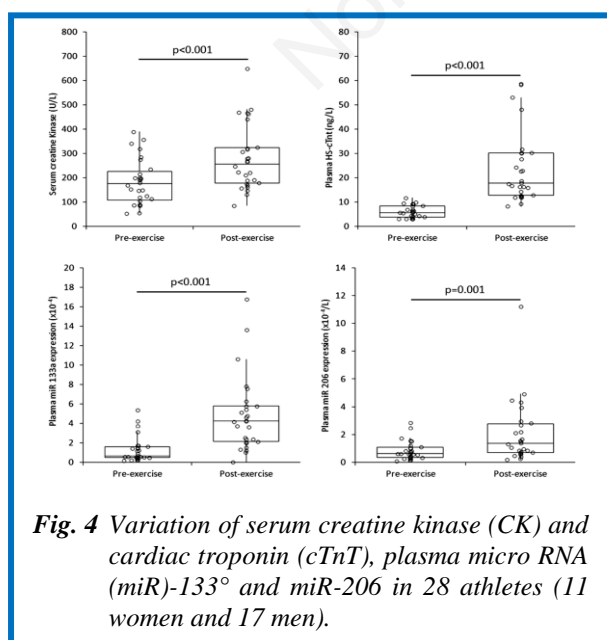 p<0.001
Serum creatine Kinase (U/L)
800
700
600
500
400
300
200
100
0
Pre-exercise Post-exercise
p<0.001
Plasma HS-cTnt (ng/L)
80
70
60
50
40
30
20
10
0
Pre-exercise Post-exercise
p<0.001
Plasma miR 133a expression
20
18
16
14
12
10
8
6
4
2
0
Pre-exercise Post-exercise
p=0.001
Plasma miR 206 expression
14
12
10
8
6
4
2
0
Pre-exercise Post-exercise
Fig. 4 Variation of serum creatine kinase (CK) and
cardiac troponin (cTnT), plasma micro RNA
(miR)-133° and miR-206 in 28 athletes (11
women and 17 men).